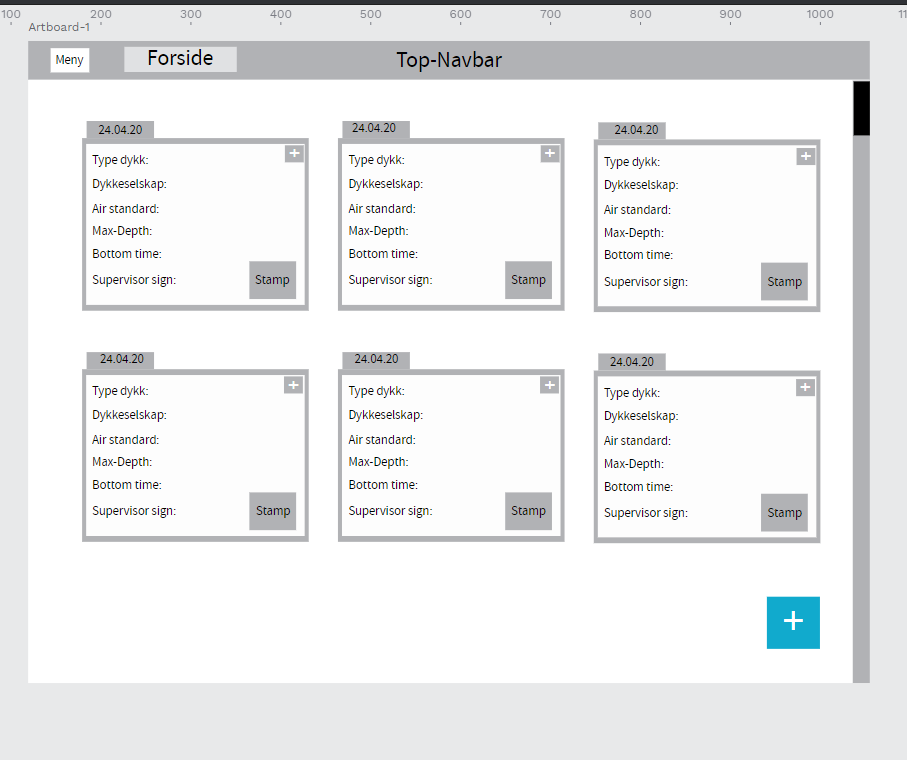 100 200 300 400 500 600 700 800 900 1000 11
Artboard-1
Meny Forside Top-Navbar
24.04.20
+
Type dykk:
Dykkeselskap:
Air standard:
Max-Depth:
Bottom time:
Supervisor sign:
Stamp
24.04.20
+
Type dykk:
Dykkeselskap:
Air standard:
Max-Depth:
Bottom time:
Supervisor sign:
Stamp
24.04.20
+
Type dykk:
Dykkeselskap:
Air standard:
Max-Depth:
Bottom time:
Supervisor sign:
Stamp
24.04.20
+
Type dykk:
Dykkeselskap:
Air standard:
Max-Depth:
Bottom time:
Supervisor sign:
Stamp
24.04.20
+
Type dykk:
Dykkeselskap:
Air standard:
Max-Depth:
Bottom time:
Supervisor sign:
Stamp
24.04.20
+
Type dykk:
Dykkeselskap:
Air standard:
Max-Depth:
Bottom time:
Supervisor sign:
Stamp
+